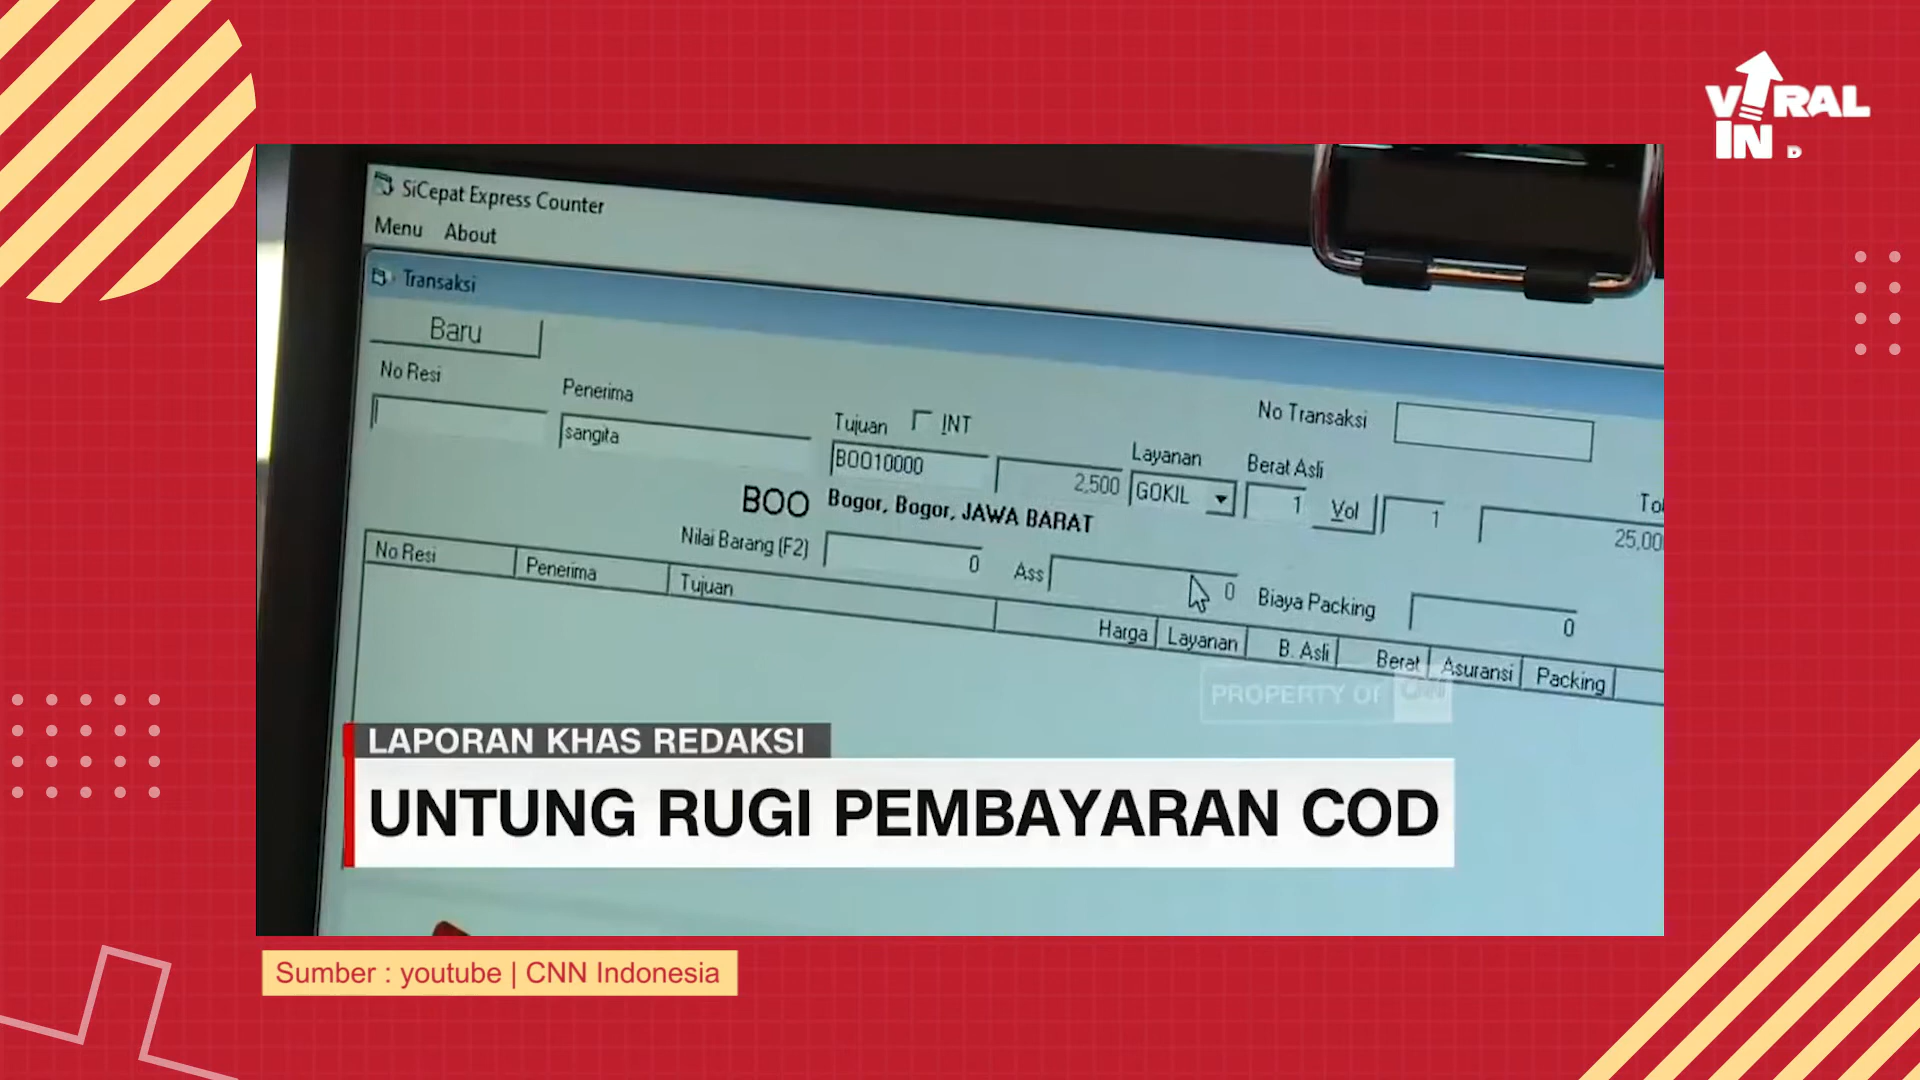 VIRAL
IN D
SiCepat Express Counter
Menu About
Transaksi
Baru
No Resi
Penerima
sangita
Tujuan INT
BOO10000
2,500
Layanan
GOKIL
Berat Asli
1 Vol 1
No Transaksi
25,00
BOO Bogor, Bogor, JAWA BARAT
Nilai Barang (F2) 0 Ass 0 Biaya Packing 0
No Resi Penerima Tujuan Harga Layanan B. Asli Berat Asuransi Packing
PROPERTY OF CNN
LAPORAN KHAS REDAKSI
UNTUNG RUGI PEMBAYARAN COD
Sumber : youtube | CNN Indonesia